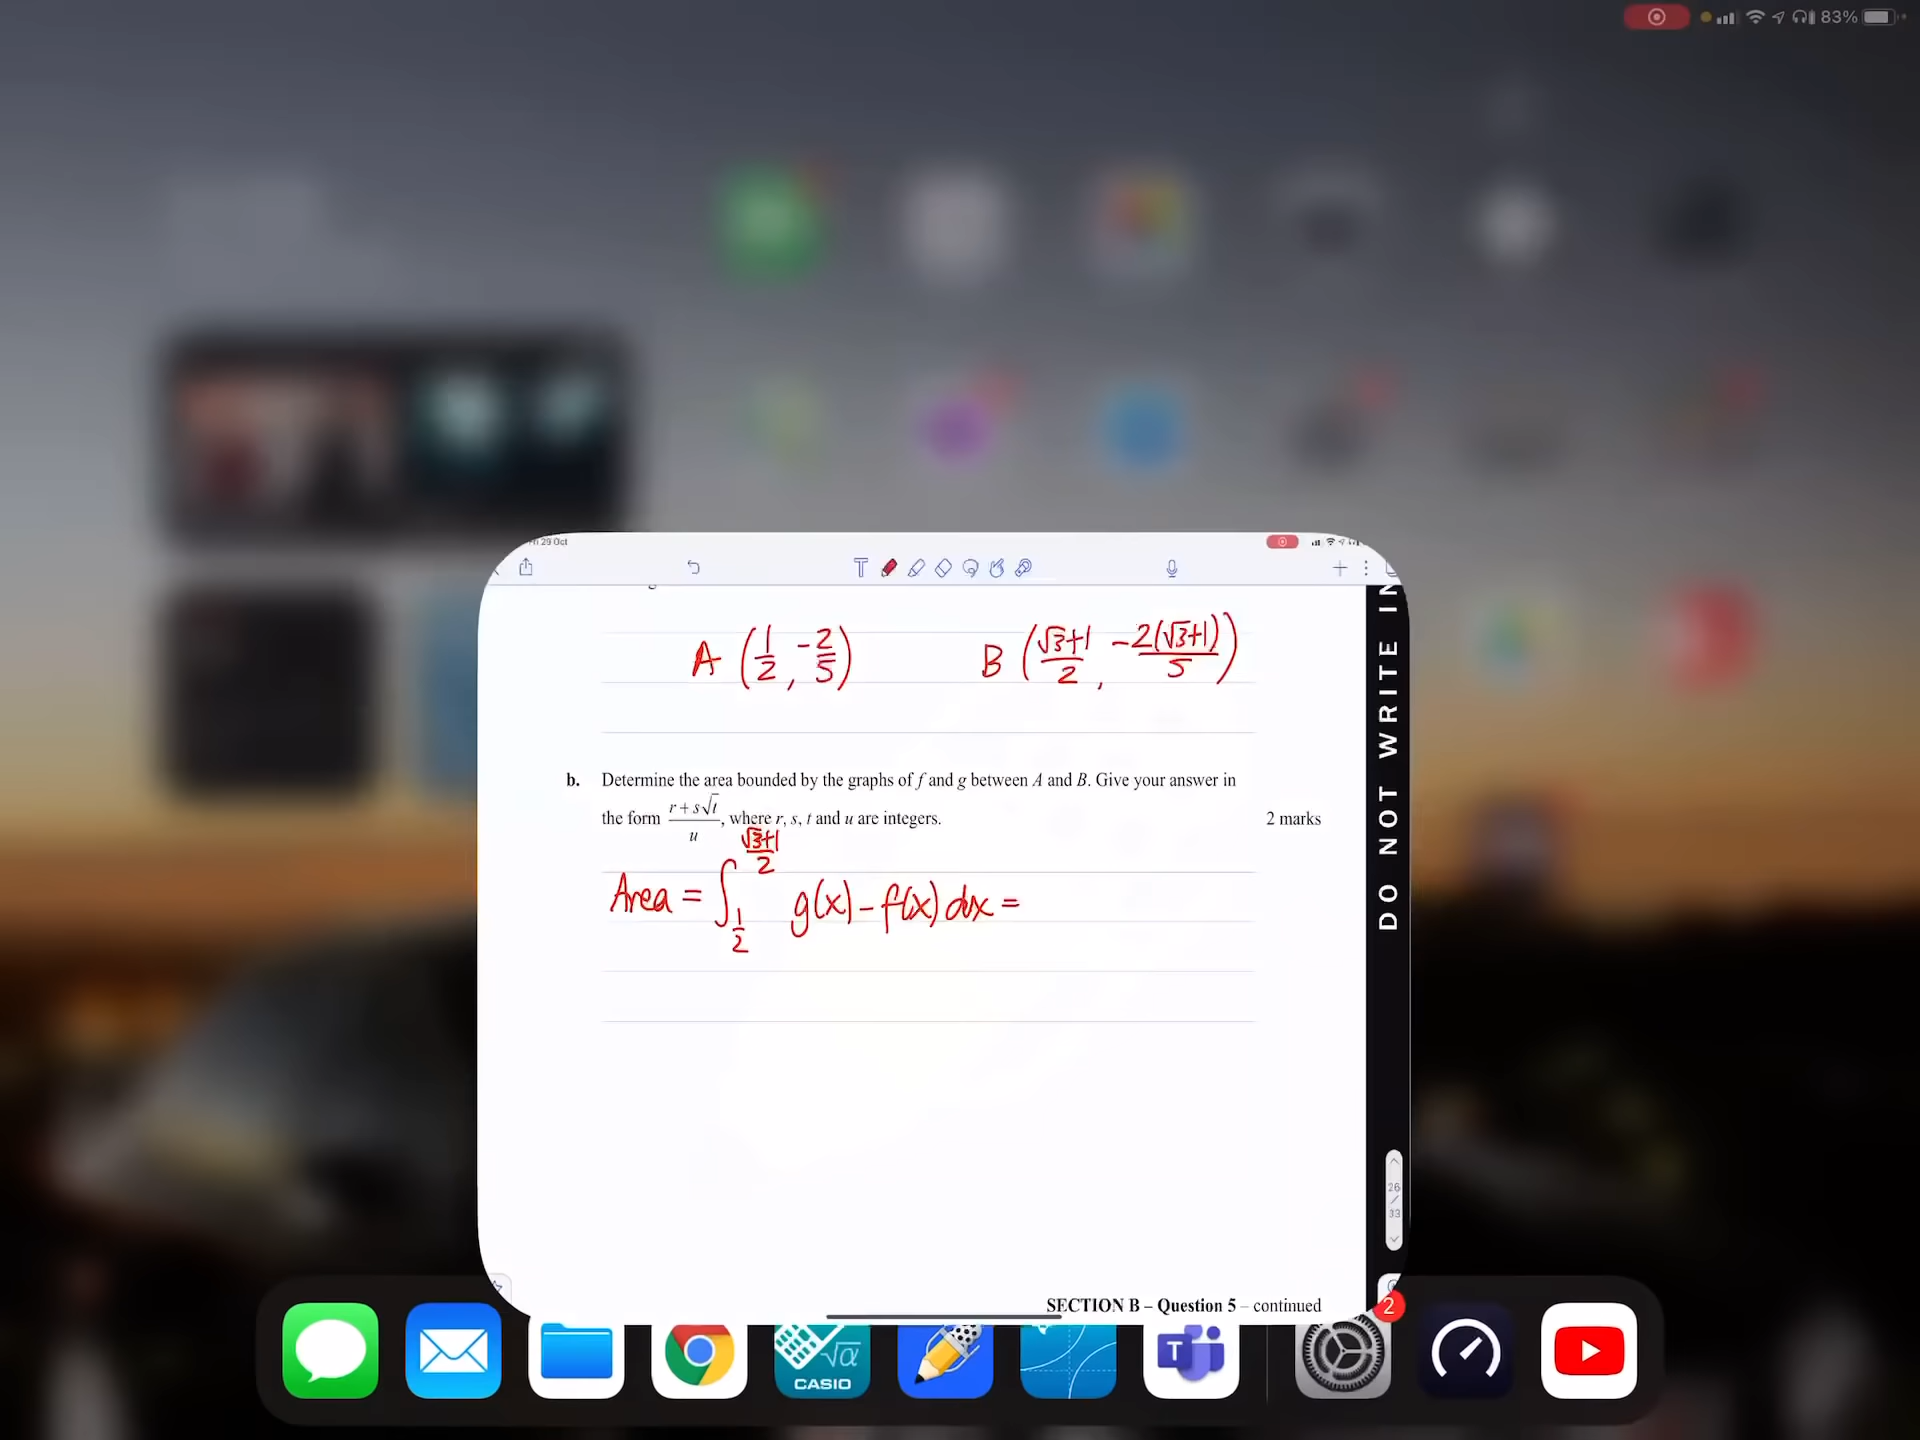 83%
29 Oct
A (1/2, -2/5) B ((√3+1)/2, -2(√3+1)/5)
b. Determine the area bounded by the graphs of f and g between A and B. Give your answer in
the form (r + s√t)/u, where r, s, t and u are integers. 2 marks
Area = ∫_{1/2}^{(√3+1)/2} g(x) - f(x) dx =
DO NOT WRITE IN
26
/
33
SECTION B – Question 5 – continued
2
√α
CASIO
T